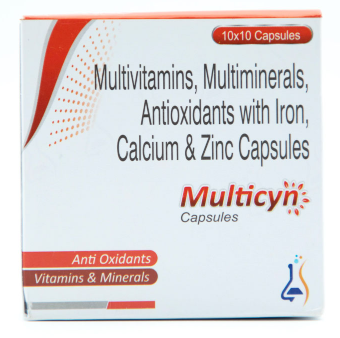 10x10 Capsules
Multivitamins, Multiminerals,
Antioxidants with Iron,
Calcium & Zinc Capsules
Multicyn
Capsules
Anti Oxidants
Vitamins & Minerals